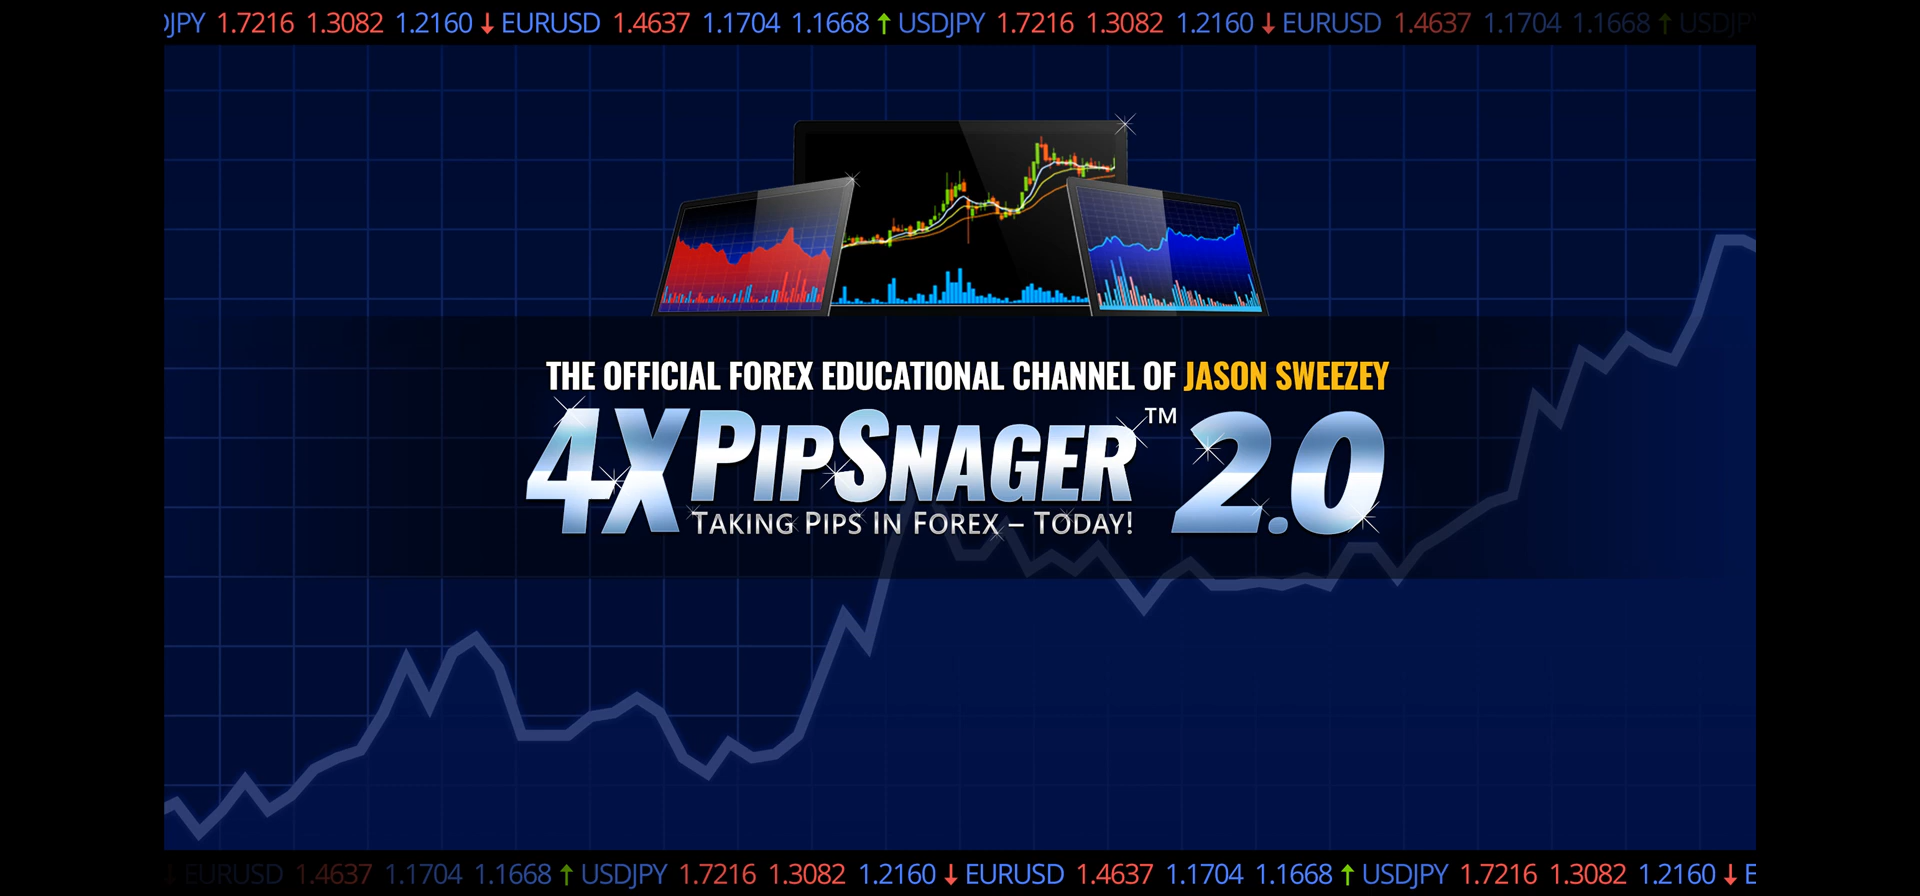 1.7216 1.3082 1.2160 ↓ EURUSD 1.4637 1.1704 1.1668 ↑ USDJPY 1.7216 1.3082 1.2160 ↓ EURUSD 1.4637 1.1704 1.1668 ↑ USDJPY
THE OFFICIAL FOREX EDUCATIONAL CHANNEL OF JASON SWEEZEY
4XPIPSNAGER™ 2.0
TAKING PIPS IN FOREX – TODAY!
↓ EURUSD 1.4637 1.1704 1.1668 ↑ USDJPY 1.7216 1.3082 1.2160 ↓ EURUSD 1.4637 1.1704 1.1668 ↑ USDJPY 1.7216 1.3082 1.2160 ↓